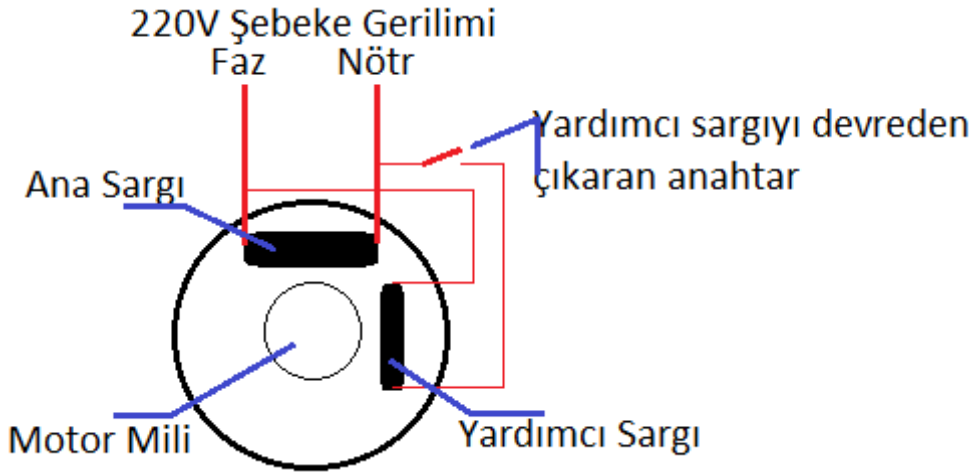 220V Şebeke Gerilimi
Faz Nötr
Yardımcı sargıyı devreden
çıkaran anahtar
Ana Sargı
Motor Mili
Yardımcı Sargı